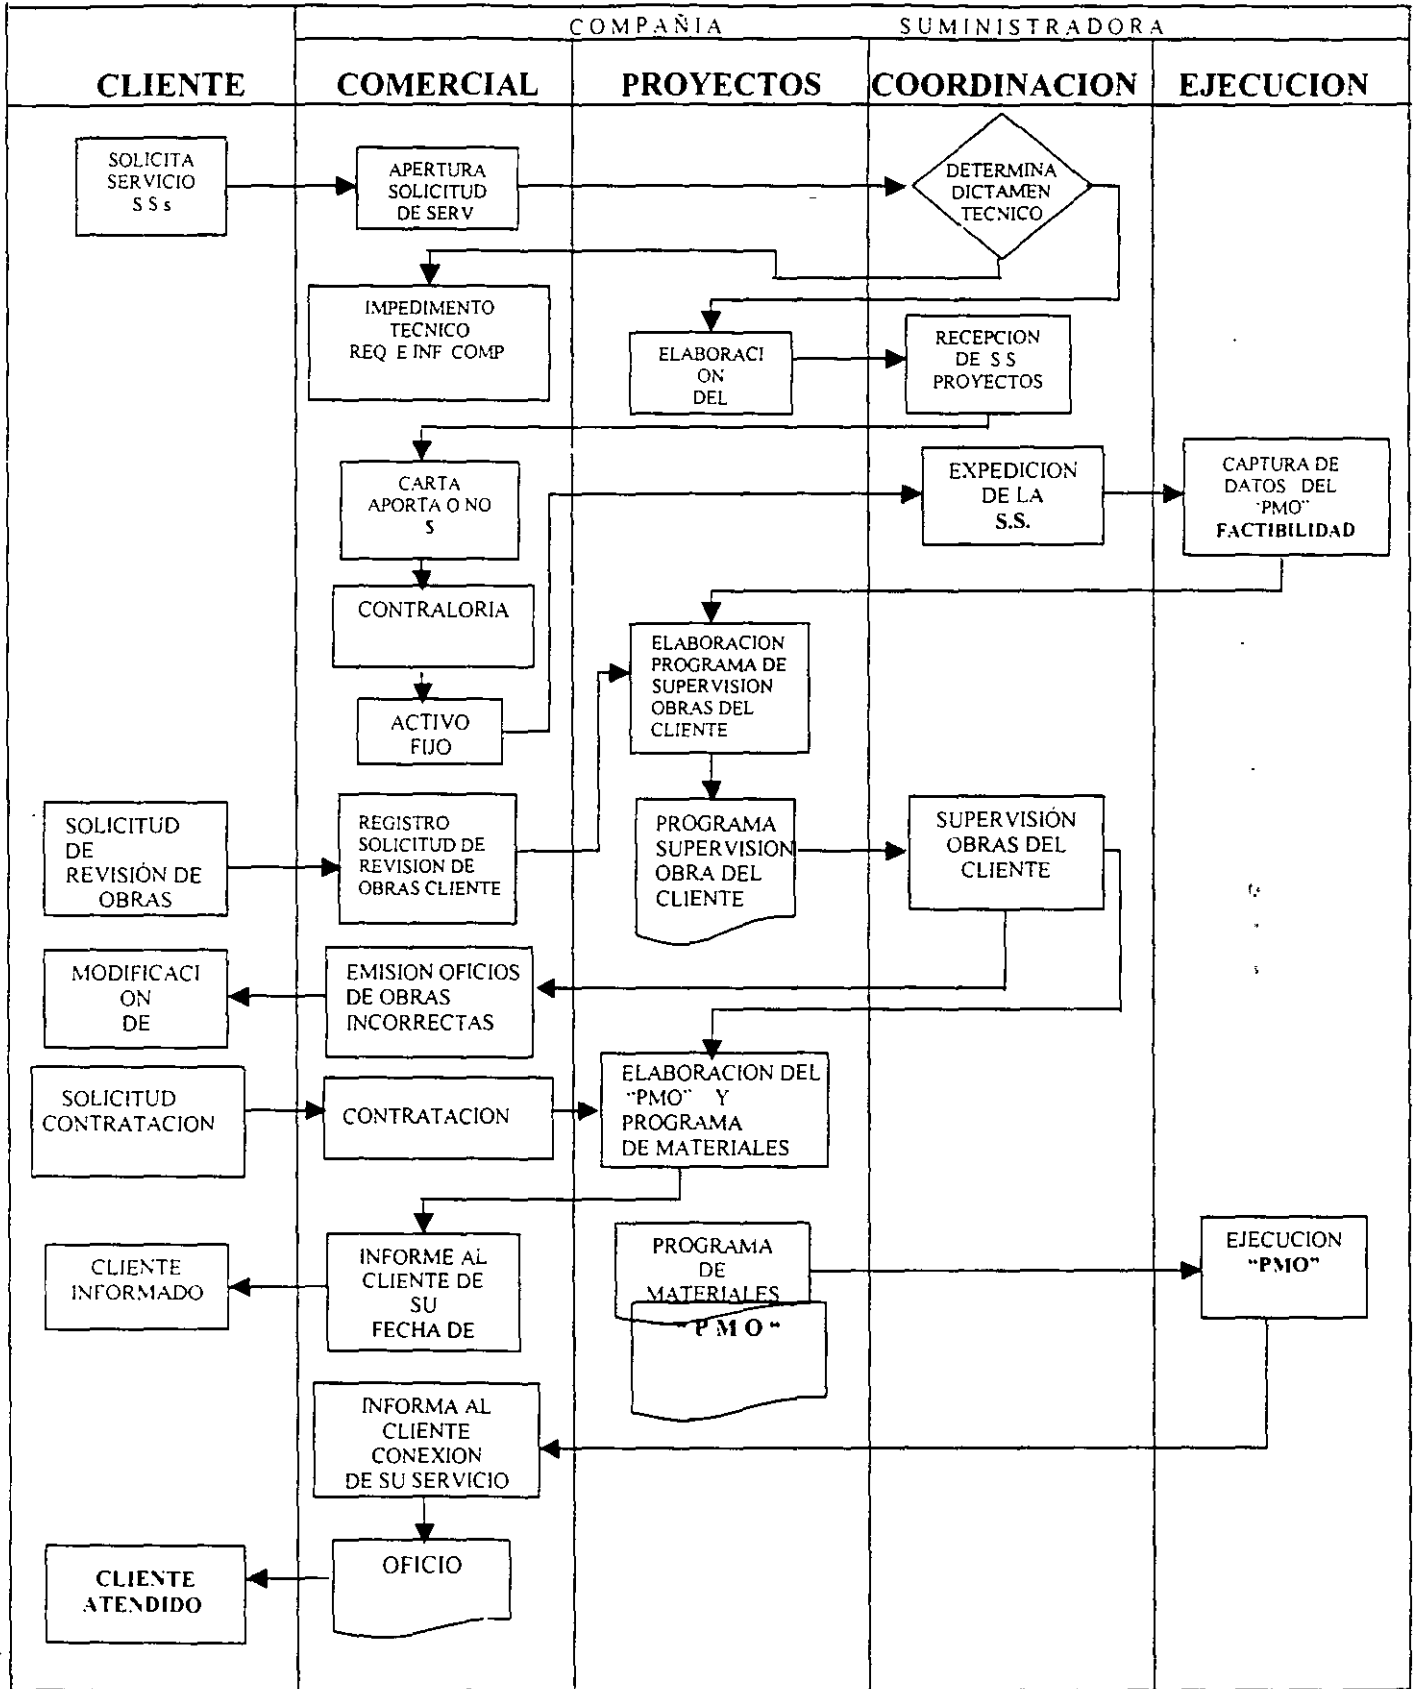 COMPAÑIA SUMINISTRADORA
CLIENTE COMERCIAL PROYECTOS COORDINACION EJECUCION
SOLICITA
SERVICIO
S S s
APERTURA
SOLICITUD
DE SERV
DETERMINA
DICTAMEN
TECNICO
IMPEDIMENTO
TECNICO
REQ E INF COMP
ELABORACI
ON
DEL
RECEPCION
DE S S
PROYECTOS
CARTA
APORTA O NO
$
EXPEDICION
DE LA
S.S.
CAPTURA DE
DATOS DEL
"PMO"
FACTIBILIDAD
CONTRALORIA
ELABORACION
PROGRAMA DE
SUPERVISION
OBRAS DEL
CLIENTE
ACTIVO
FIJO
SOLICITUD
DE
REVISIÓN DE
OBRAS
REGISTRO
SOLICITUD DE
REVISION DE
OBRAS CLIENTE
PROGRAMA
SUPERVISION
OBRA DEL
CLIENTE
SUPERVISIÓN
OBRAS DEL
CLIENTE
MODIFICACI
ON
DE
EMISION OFICIOS
DE OBRAS
INCORRECTAS
SOLICITUD
CONTRATACION
CONTRATACION
ELABORACION DEL
"PMO" Y
PROGRAMA
DE MATERIALES
CLIENTE
INFORMADO
INFORME AL
CLIENTE DE
SU
FECHA DE
PROGRAMA
DE
MATERIALES
"PMO"
EJECUCION
"PMO"
INFORMA AL
CLIENTE
CONEXION
DE SU SERVICIO
CLIENTE
ATENDIDO
OFICIO